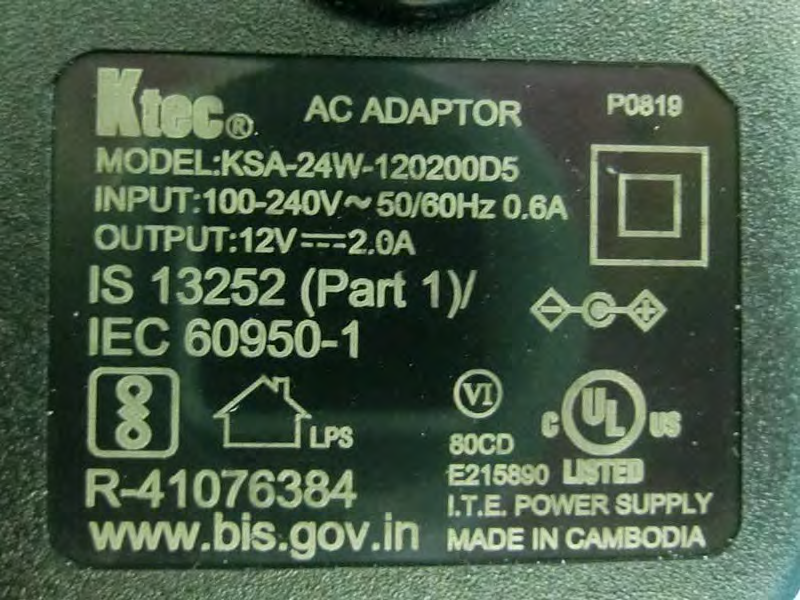 Ktec® AC ADAPTOR P0819
MODEL:KSA-24W-120200D5
INPUT:100-240V~50/60Hz 0.6A
OUTPUT:12V⎓2.0A
IS 13252 (Part 1)/
IEC 60950-1
LPS
R-41076384
www.bis.gov.in
VI
80CD
E215890
C UL US
LISTED
I.T.E. POWER SUPPLY
MADE IN CAMBODIA